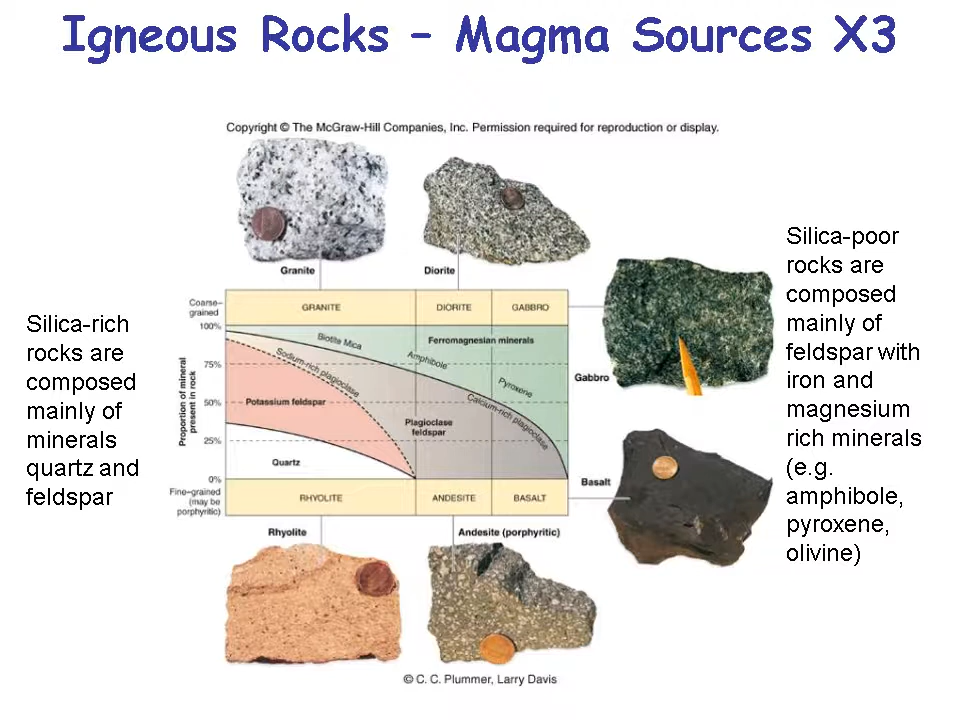 Igneous Rocks – Magma Sources X3
Copyright © The McGraw-Hill Companies, Inc. Permission required for reproduction or display.
Granite
Diorite
Silica-poor
rocks are
composed
mainly of
feldspar with
iron and
magnesium
rich minerals
(e.g.
amphibole,
pyroxene,
olivine)
Silica-rich
rocks are
composed
mainly of
minerals
quartz and
feldspar
Coarse–
grained
GRANITE
DIORITE
GABBRO
100%
75%
50%
25%
0%
Proportion of mineral
present in rock
Biotite Mica
Ferromagnesian minerals
Sodium-rich plagioclase
Amphibole
Pyroxene
Potassium feldspar
Plagioclase
feldspar
Calcium-rich plagioclase
Quartz
Gabbro
Basalt
Fine–grained
(may be
porphyritic)
RHYOLITE
ANDESITE
BASALT
Rhyolite
Andesite (porphyritic)
© C. C. Plummer, Larry Davis